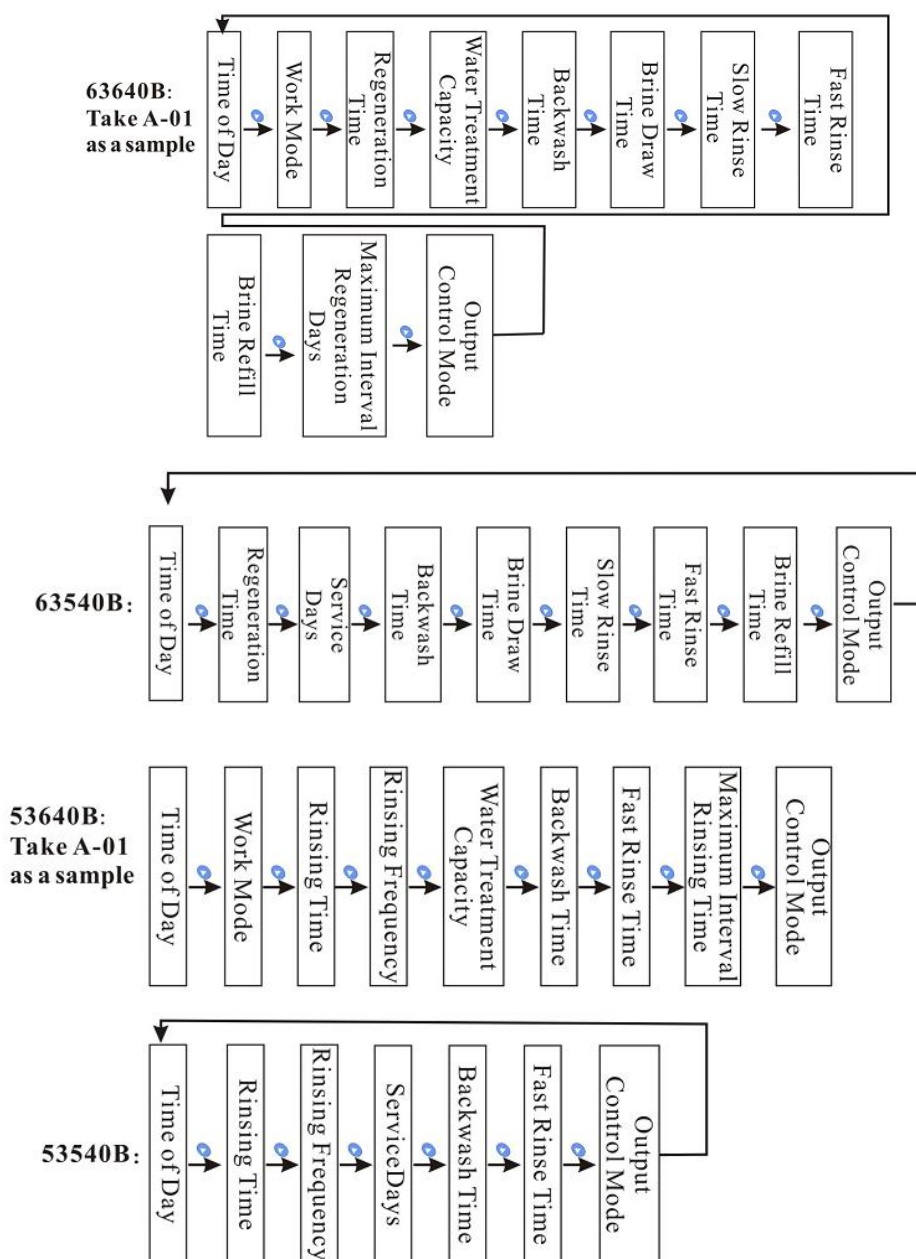 63640B:
Take A-01
as a sample
Time of Day
Work Mode
Regeneration
Time
Water Treatment
Capacity
Backwash
Time
Brine Draw
Time
Slow Rinse
Time
Fast Rinse
Time
Brine Refill
Time
Maximum Interval
Regeneration
Days
Output
Control Mode
63540B:
Time of Day
Regeneration
Time
Service
Days
Backwash
Time
Brine Draw
Time
Slow Rinse
Time
Fast Rinse
Time
Brine Refill
Time
Output
Control Mode
53640B:
Take A-01
as a sample
Time of Day
Work Mode
Rinsing Time
Rinsing Frequency
Water Treatment
Capacity
Backwash Time
Fast Rinse Time
Maximum Interval
Rinsing Time
Output
Control Mode
53540B:
Time of Day
Rinsing Time
Rinsing Frequency
ServiceDays
Backwash Time
Fast Rinse Time
Output
Control Mode